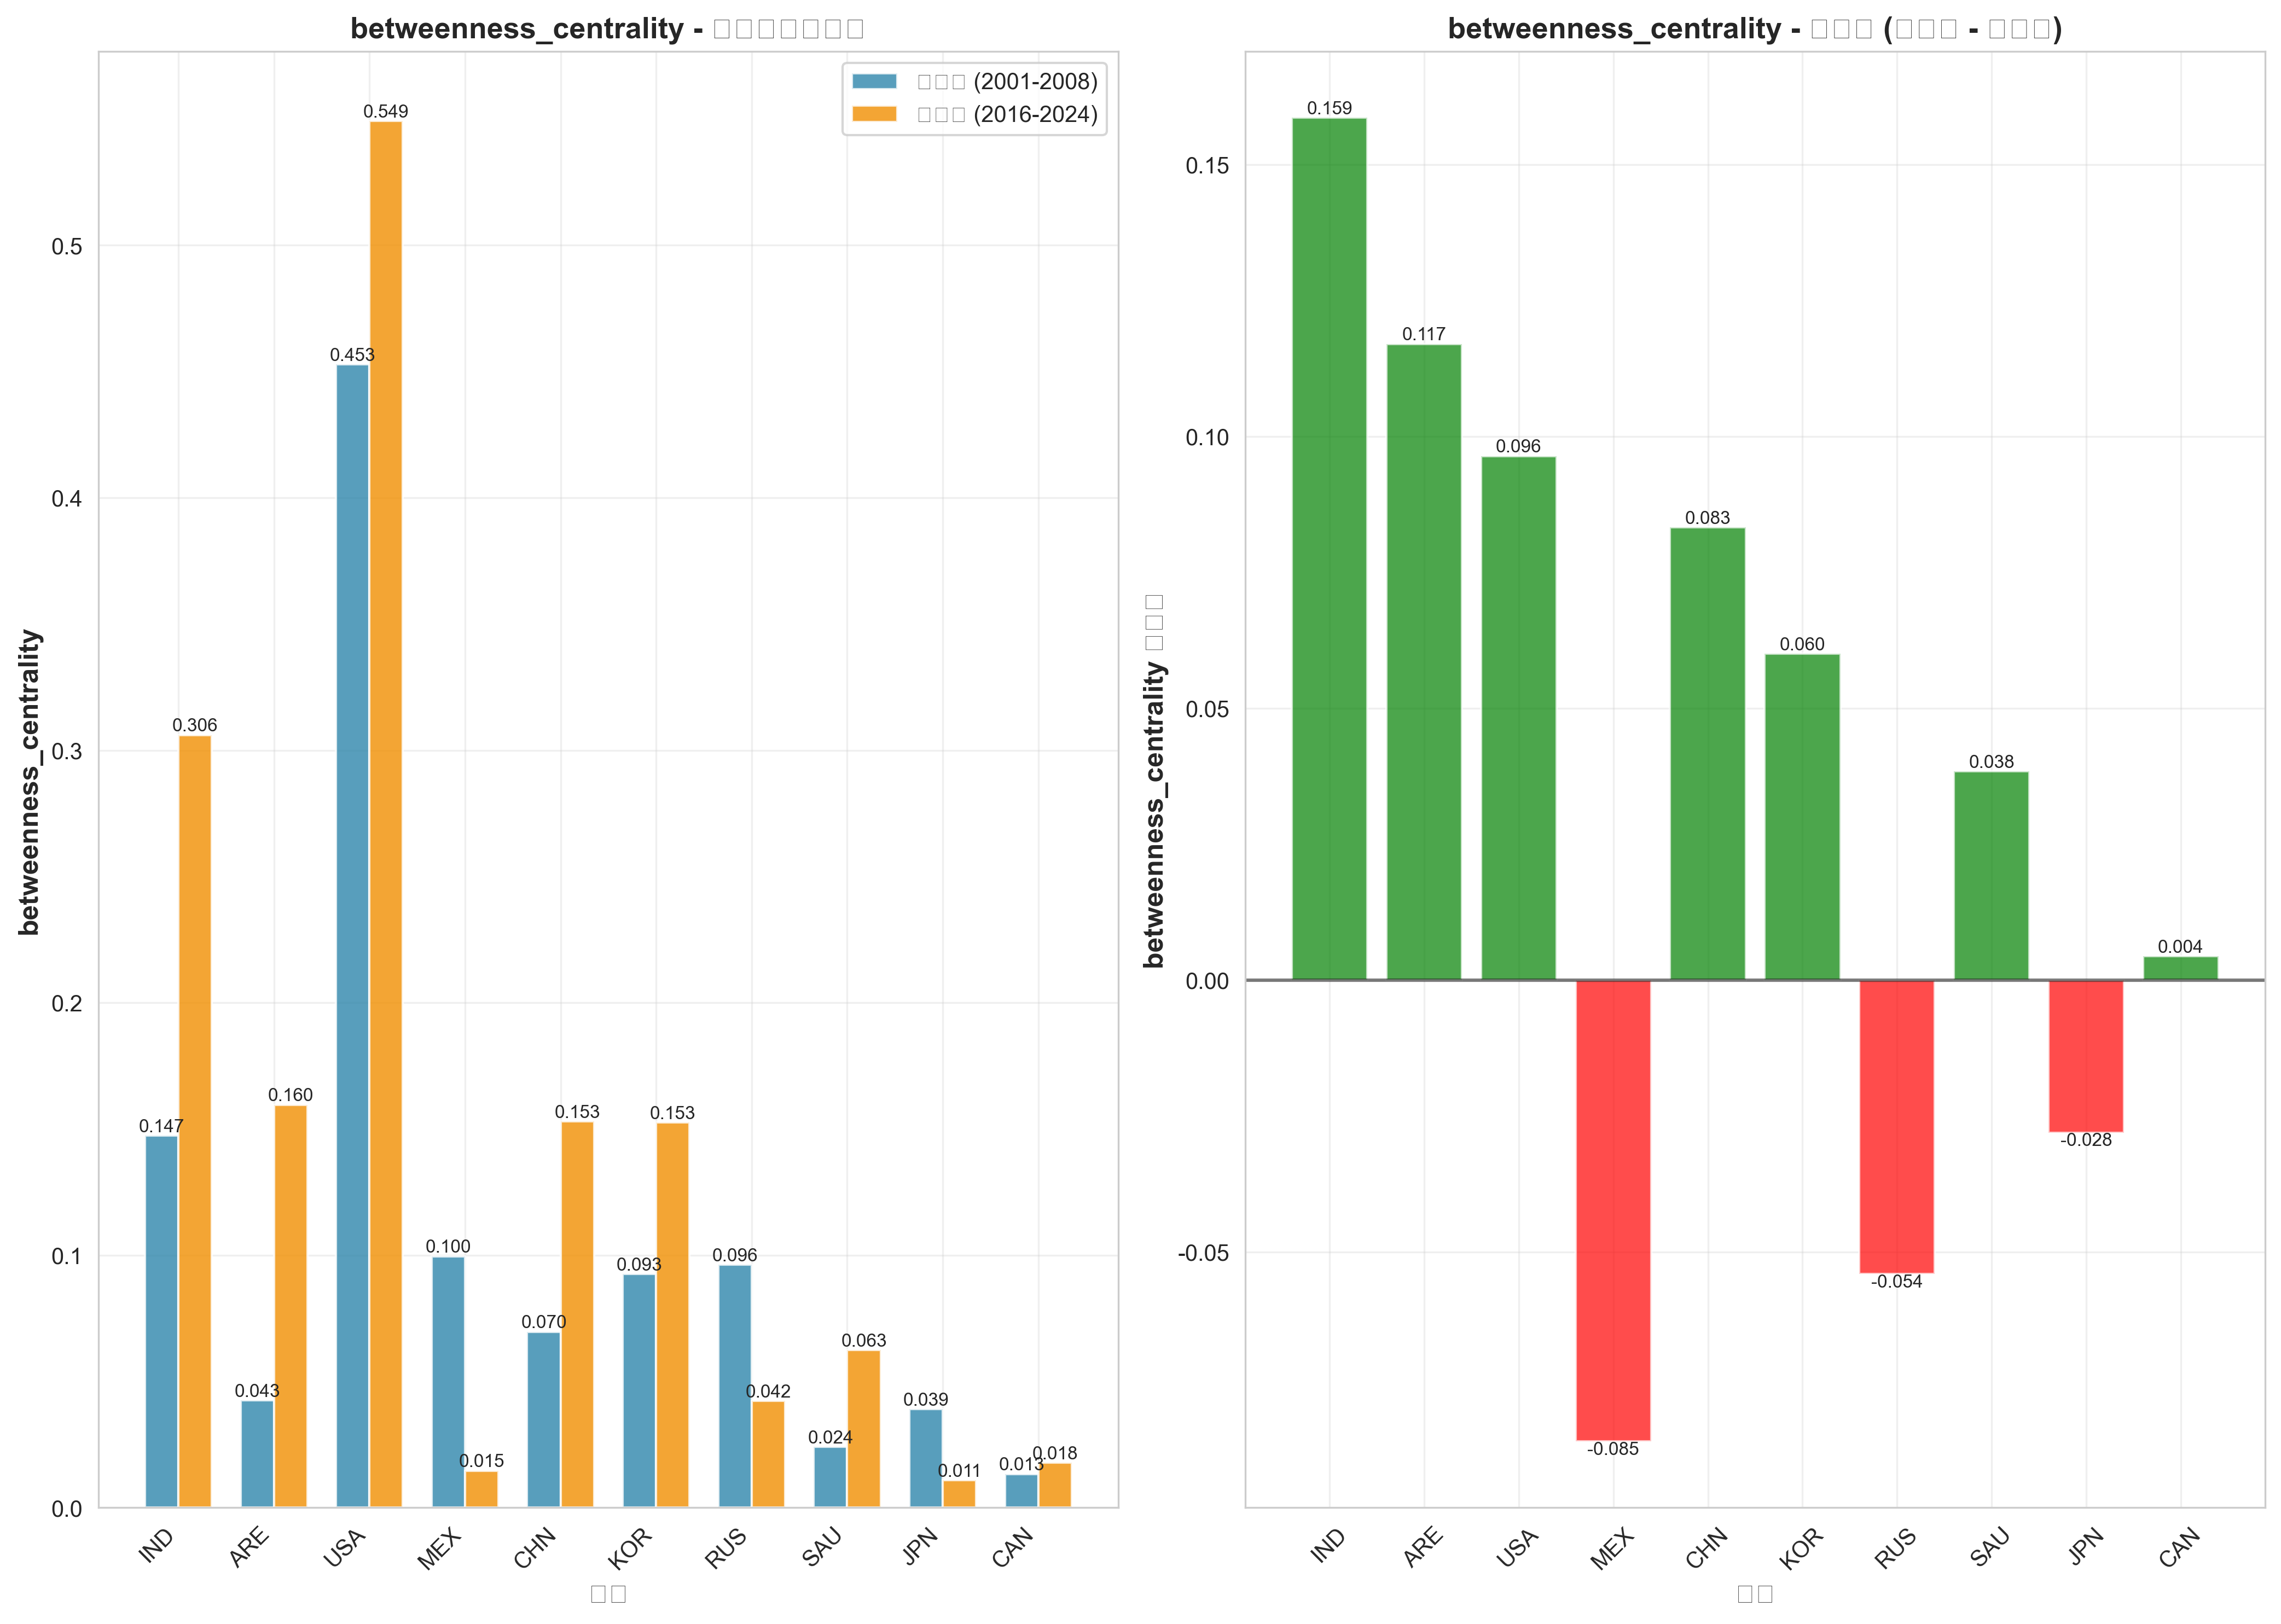 betweenness_centrality - □□□□□□□
□□□ (2001-2008)
□□□ (2016-2024)
betweenness_centrality
0.5
0.4
0.3
0.2
0.1
0.0
0.147
0.306
0.043
0.160
0.453
0.549
0.100
0.015
0.070
0.153
0.093
0.153
0.096
0.042
0.024
0.063
0.039
0.011
0.013
0.018
IND
ARE
USA
MEX
CHN
KOR
RUS
SAU
JPN
CAN
□□
betweenness_centrality - □□□ (□□□ - □□□)
betweenness_centrality □□□
0.15
0.10
0.05
0.00
-0.05
0.159
0.117
0.096
-0.085
0.083
0.060
-0.054
0.038
-0.028
0.004
IND
ARE
USA
MEX
CHN
KOR
RUS
SAU
JPN
CAN
□□